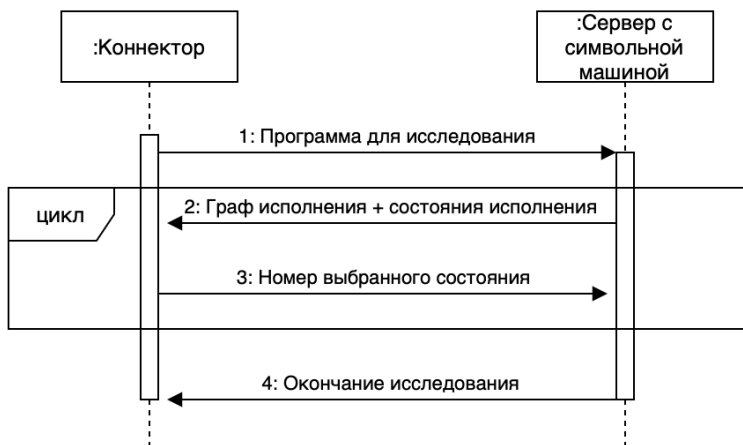 :Коннектор
:Сервер с
символьной
машиной
1: Программа для исследования
цикл
2: Граф исполнения + состояния исполнения
3: Номер выбранного состояния
4: Окончание исследования